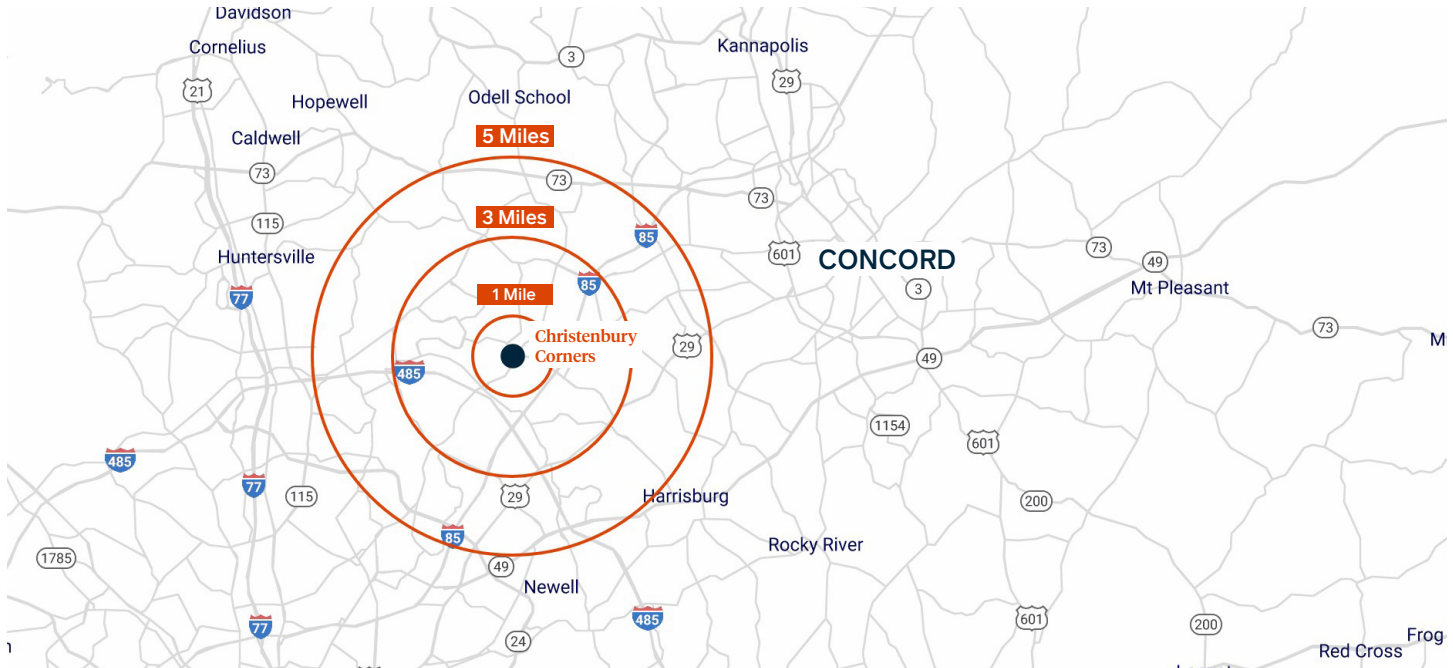 Davidson
Cornelius
Kannapolis
3
29
21
Hopewell
Odell School
5 Miles
Caldwell
73
73
73
3 Miles
115
85
73
Huntersville
601
CONCORD
49
77
85
3
Mt Pleasant
1 Mile
73
Christenbury
Corners
29
49
485
1154
601
485
77
115
29
Harrisburg
200
85
Rocky River
1785
49
Newell
77
485
601
200
24
Frog
Red Cross